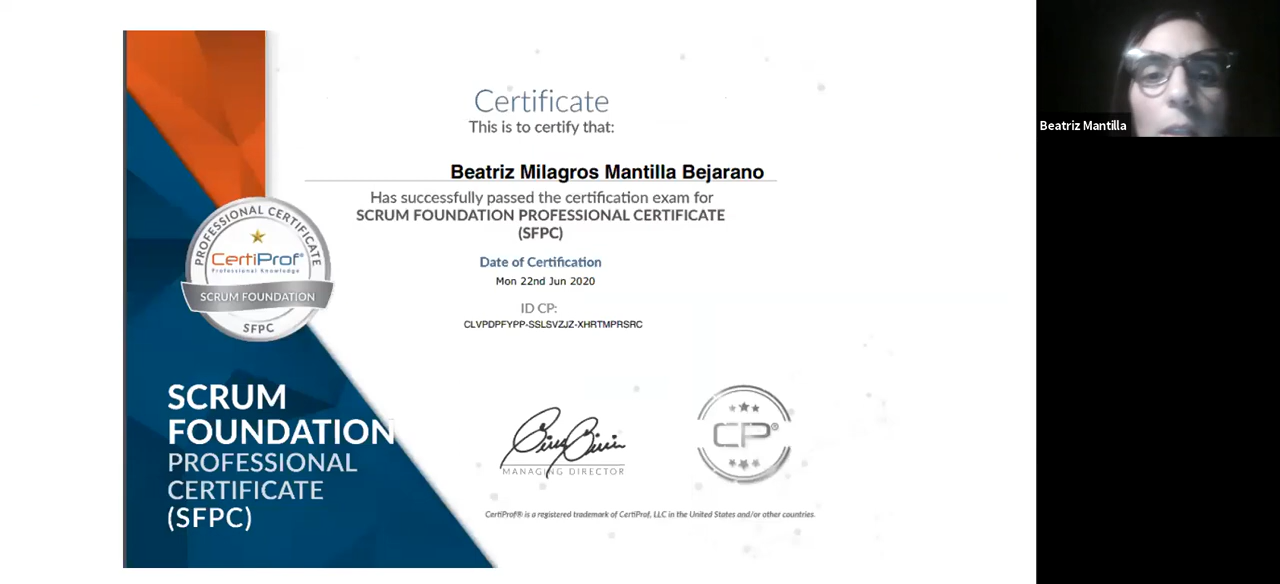 Certificate
This is to certify that:
Beatriz Milagros Mantilla Bejarano
Has successfully passed the certification exam for
SCRUM FOUNDATION PROFESSIONAL CERTIFICATE
(SFPC)
Date of Certification
Mon 22nd Jun 2020
ID CP:
CLVPDPFYPP-SSLSVZJZ-XHRTMPRSRC
PROFESSIONAL CERTIFICATE
CertiProf®
Professional Knowledge
SCRUM FOUNDATION
SFPC
SCRUM
FOUNDATION
PROFESSIONAL
CERTIFICATE
(SFPC)
MANAGING DIRECTOR
CP®
CertiProf® is a registered trademark of CertiProf, LLC in the United States and/or other countries.
Beatriz Mantilla